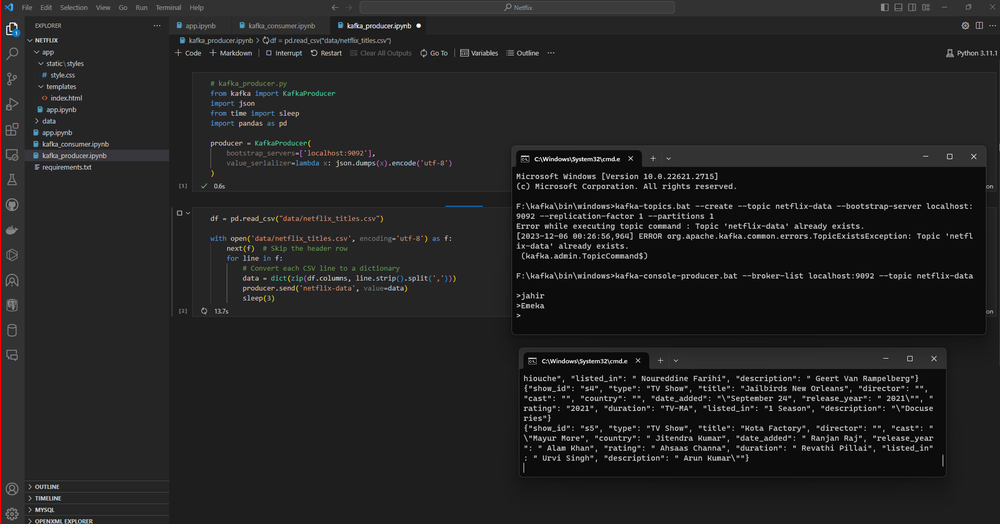 File Edit Selection View Go Run Terminal Help
Netflix
EXPLORER
1
NETFLIX
app
static\styles
# style.css
templates
<> index.html
app.ipynb
data
app.ipynb
kafka_consumer.ipynb
kafka_producer.ipynb
requirements.txt
OUTLINE
TIMELINE
MYSQL
OPENXML EXPLORER
app.ipynb kafka_consumer.ipynb kafka_producer.ipynb
kafka_producer.ipynb > df = pd.read_csv("data/netflix_titles.csv")
+ Code + Markdown Interrupt Restart Clear All Outputs Go To Variables Outline ...
Python 3.11.1
# kafka_producer.py
from kafka import KafkaProducer
import json
from time import sleep
import pandas as pd
producer = KafkaProducer(
bootstrap_servers=['localhost:9092'],
value_serializer=lambda x: json.dumps(x).encode('utf-8')
)
[1] 0.6s
on
df = pd.read_csv("data/netflix_titles.csv")
with open('data/netflix_titles.csv', encoding='utf-8') as f:
next(f) # Skip the header row
for line in f:
# Convert each CSV line to a dictionary
data = dict(zip(df.columns, line.strip().split(',')))
producer.send('netflix-data', value=data)
sleep(3)
[2] 13.7s
on
C:\Windows\System32\cmd.e
Microsoft Windows [Version 10.0.22621.2715]
(c) Microsoft Corporation. All rights reserved.
F:\kafka\bin\windows>kafka-topics.bat --create --topic netflix-data --bootstrap-server localhost:
9092 --replication-factor 1 --partitions 1
Error while executing topic command : Topic 'netflix-data' already exists.
[2023-12-06 00:26:56,964] ERROR org.apache.kafka.common.errors.TopicExistsException: Topic 'netfl
ix-data' already exists.
(kafka.admin.TopicCommand$)
F:\kafka\bin\windows>kafka-console-producer.bat --broker-list localhost:9092 --topic netflix-data
>jahir
>Emeka
>
C:\Windows\System32\cmd.e
hiouche", "listed_in": " Noureddine Farihi", "description": " Geert Van Rampelberg"}
{"show_id": "s4", "type": "TV Show", "title": "Jailbirds New Orleans", "director": "",
"cast": "", "country": "", "date_added": "\"September 24", "release_year": " 2021\"", "
rating": "2021", "duration": "TV-MA", "listed_in": "1 Season", "description": "\"Docuse
ries"}
{"show_id": "s5", "type": "TV Show", "title": "Kota Factory", "director": "", "cast": "
\"Mayur More", "country": " Jitendra Kumar", "date_added": " Ranjan Raj", "release_year
": " Alam Khan", "rating": " Ahsaas Channa", "duration": " Revathi Pillai", "listed_in"
: " Urvi Singh", "description": " Arun Kumar\""}